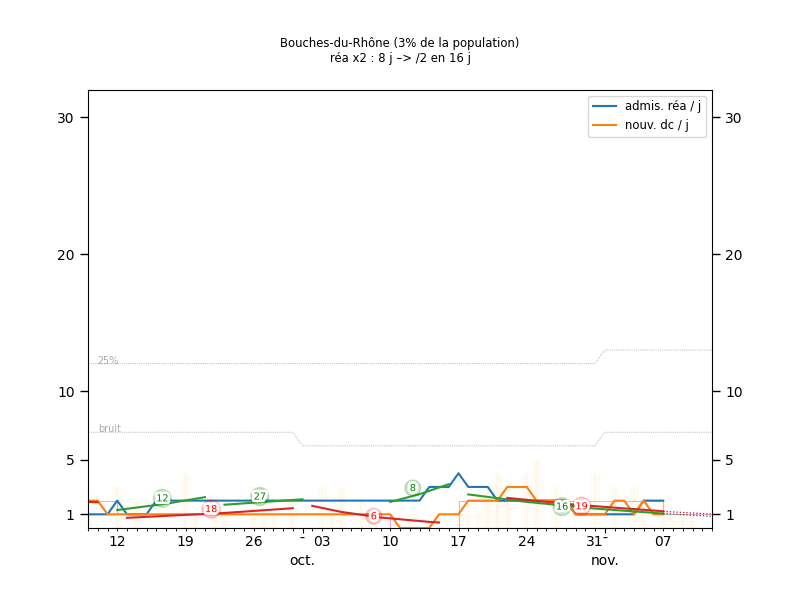 Bouches-du-Rhône (3% de la population)
réa x2 : 8 j –> /2 en 16 j
admis. réa / j
nouv. dc / j
30 30
20 20
25%
10 10
bruit
5 5
12 27 18 8 6 16 19
1 1
12 19 26 - 03 10 17 24 31 - 07
oct. nov.